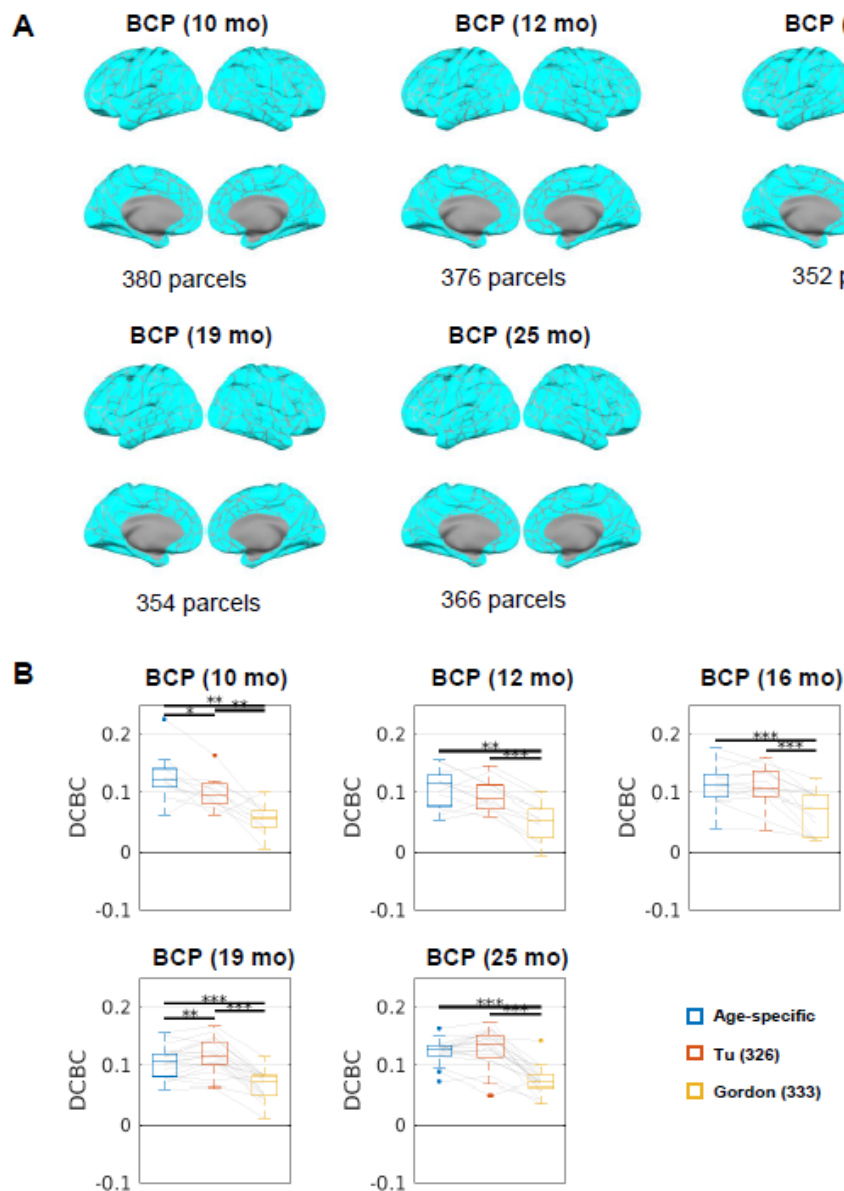 A
BCP (10 mo)
BCP (12 mo)
BCP (
380 parcels
376 parcels
352 p
BCP (19 mo)
BCP (25 mo)
354 parcels
366 parcels
B
BCP (10 mo)
BCP (12 mo)
BCP (16 mo)
**
**
*
**
***
***
***
DCBC
0.2
0.1
0
-0.1
DCBC
0.2
0.1
0
-0.1
DCBC
0.2
0.1
0
-0.1
BCP (19 mo)
BCP (25 mo)
***
***
**
***
***
DCBC
0.2
0.1
0
-0.1
DCBC
0.2
0.1
0
-0.1
Age-specific
Tu (326)
Gordon (333)